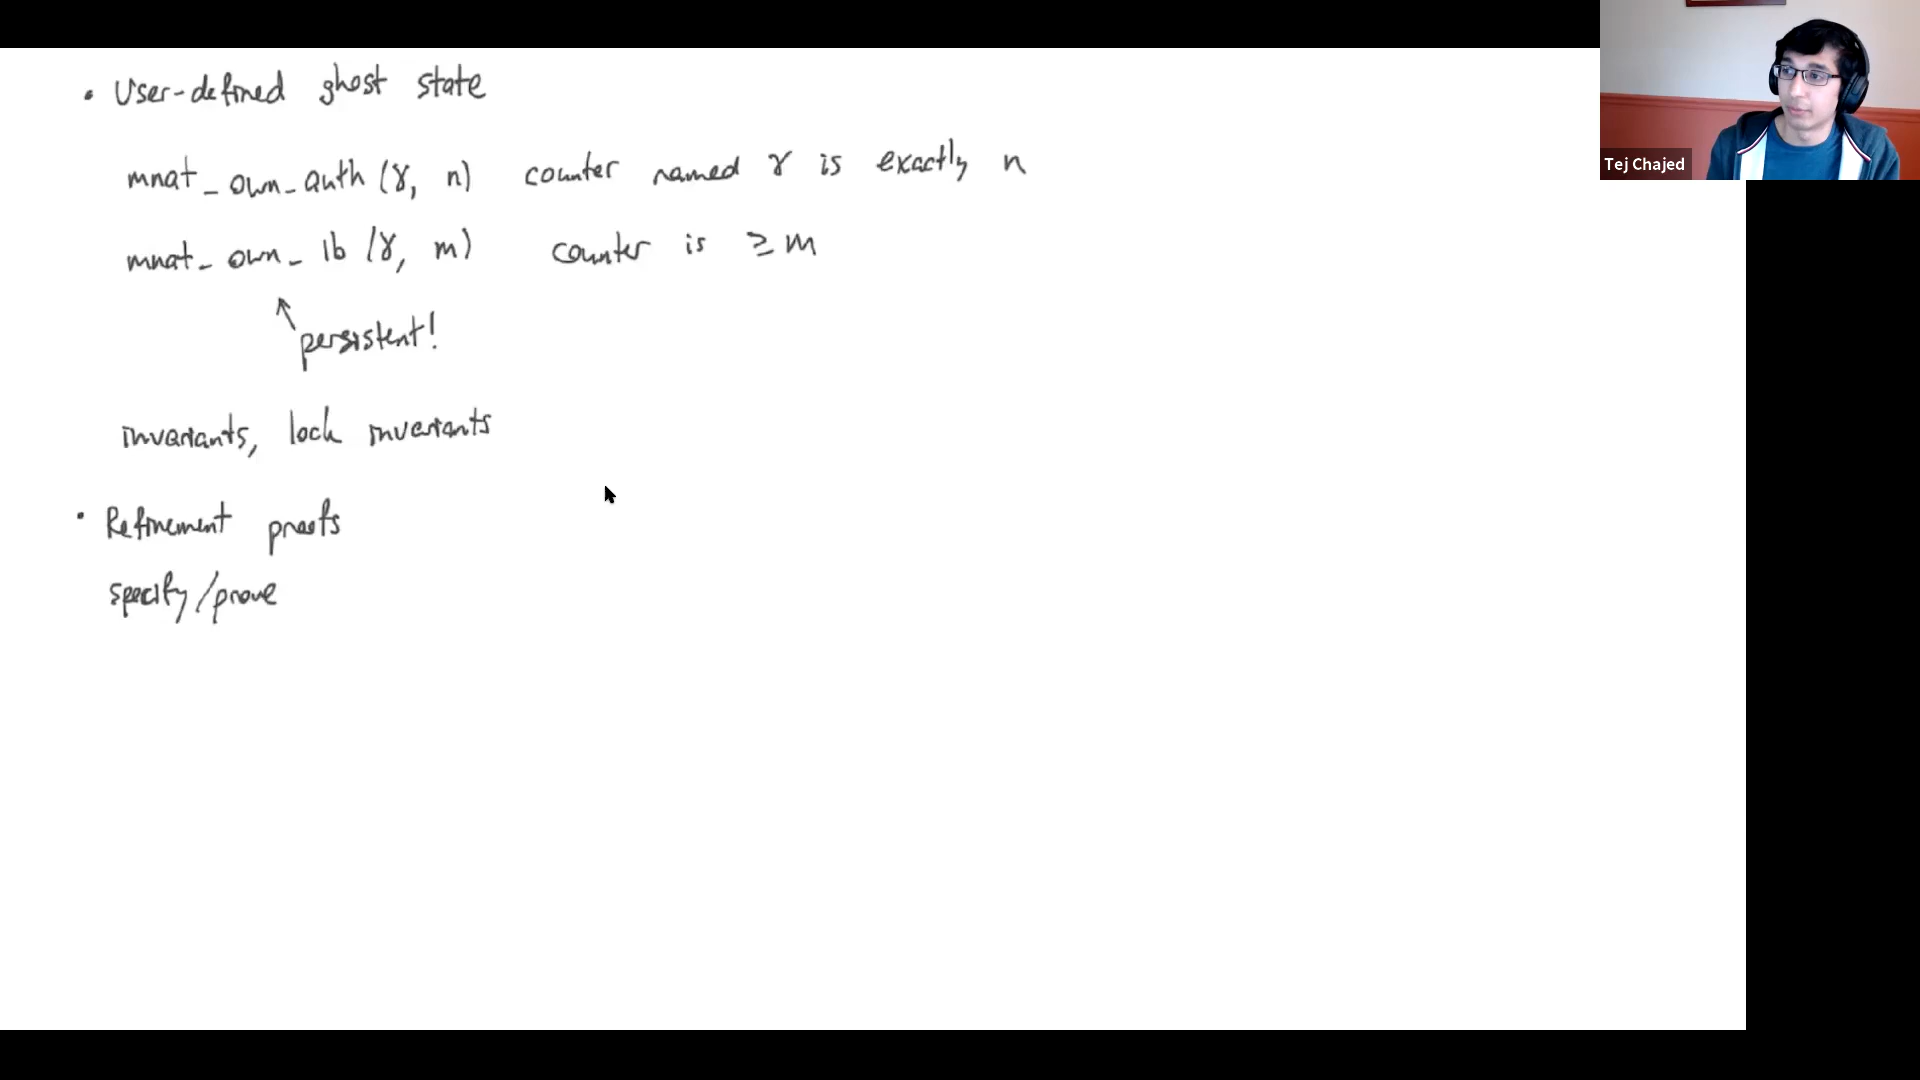 • User-defined ghost state
mnat_own_auth (γ, n) counter named γ is exactly n
mnat_own_lb (γ, m) counter is ≥ m
persistent!
invariants, lock invariants
• Refinement proofs
specify/prove
Tej Chajed